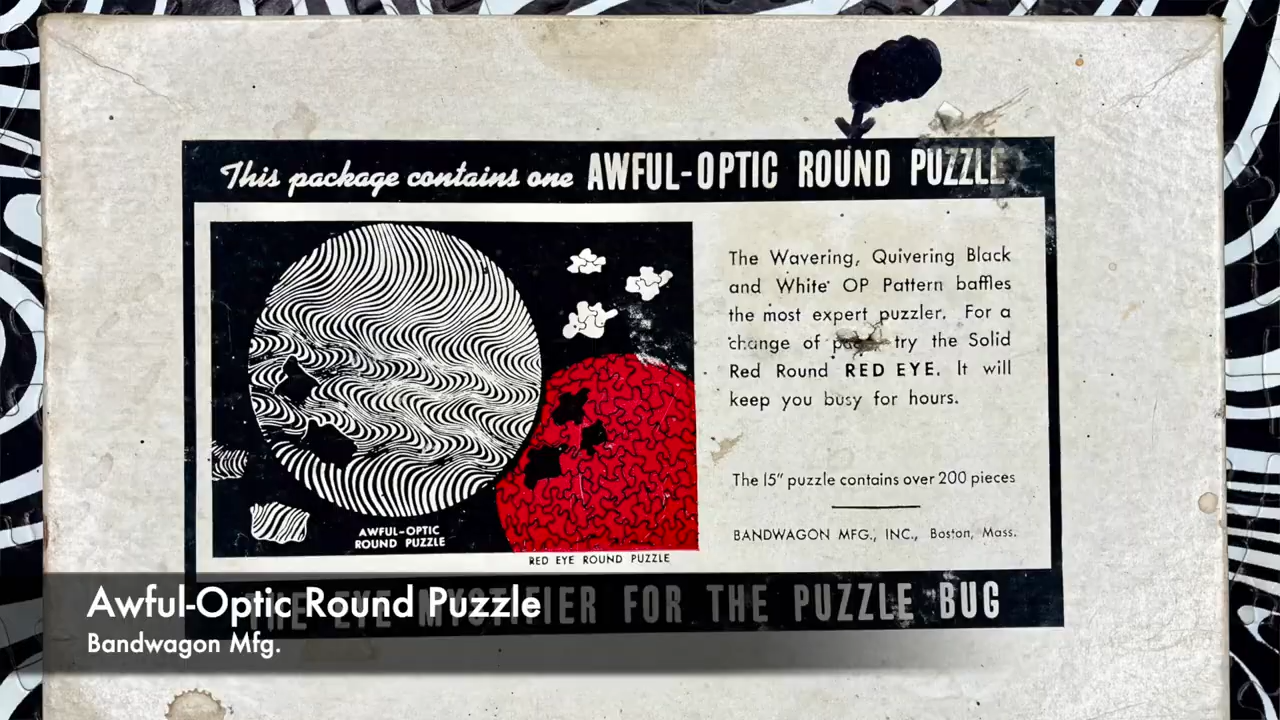 This package contains one AWFUL-OPTIC ROUND PUZZLE
The Wavering, Quivering Black
and White OP Pattern baffles
the most expert puzzler. For a
change of try the Solid
Red Round RED EYE. It will
keep you busy for hours.
The 15" puzzle contains over 200 pieces
BANDWAGON MFG., INC., Boston, Mass.
AWFUL-OPTIC
ROUND PUZZLE
RED EYE ROUND PUZZLE
THE EYE MYSTIFIER FOR THE PUZZLE BUG
Awful-Optic Round Puzzle
Bandwagon Mfg.